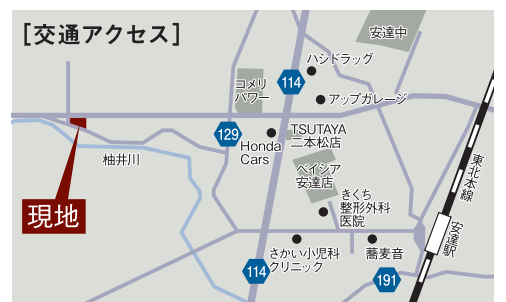 [交通アクセス]
安達中
ハシドラッグ
114
コメリ
パワー
アップガレージ
129
Honda
Cars
TSUTAYA
二本松店
柚井川
ベイシア
安達店
東北本線
現地
きくち
整形外科
医院
安達駅
さかい小児科
クリニック
蕎麦音
114
191